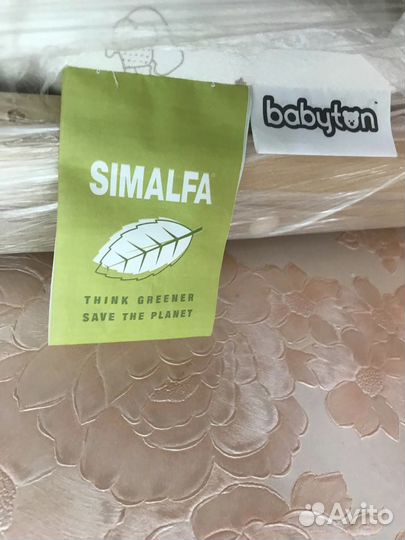 babyton
SIMALFA
THINK GREENER
SAVE THE PLANET
Avito